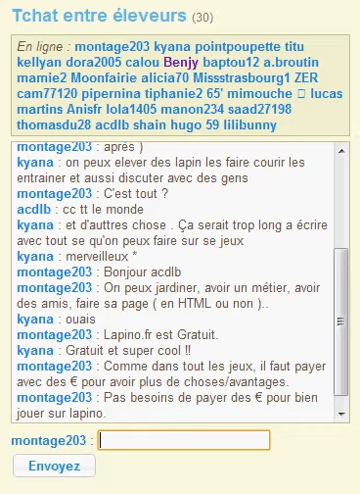 Tchat entre éleveurs (30)
En ligne : montage203 kyana pointpoupette titu
kellyan dora2005 calou Benjy baptou12 a.broutin
mamie2 Moonfairie alicia70 Missstrasbourg1 ZER
cam77120 pipernina tiphanie2 65' mimouche lucas
martins Anisfr lola1405 manon234 saad27198
thomasdu28 acdlb shain hugo 59 lilibunny
montage203 : après )
kyana : on peux elever des lapin les faire courir les
entrainer et aussi discuter avec des gens
montage203 : C'est tout ?
acdlb : cc tt le monde
kyana : et d'auttres chose . Ça serait trop long a écrire
avec tout se qu'on peux faire sur se jeux
kyana : merveilleux *
montage203 : Bonjour acdlb
montage203 : On peux jardiner, avoir un métier, avoir
des amis, faire sa page ( en HTML ou non )..
kyana : ouais
montage203 : Lapino.fr est Gratuit.
kyana : Gratuit et super cool !!
montage203 : Comme dans tout les jeux, il faut payer
avec des € pour avoir plus de choses/avantages.
montage203 : Pas besoins de payer des € pour bien
jouer sur lapino.
montage203 :
Envoyez